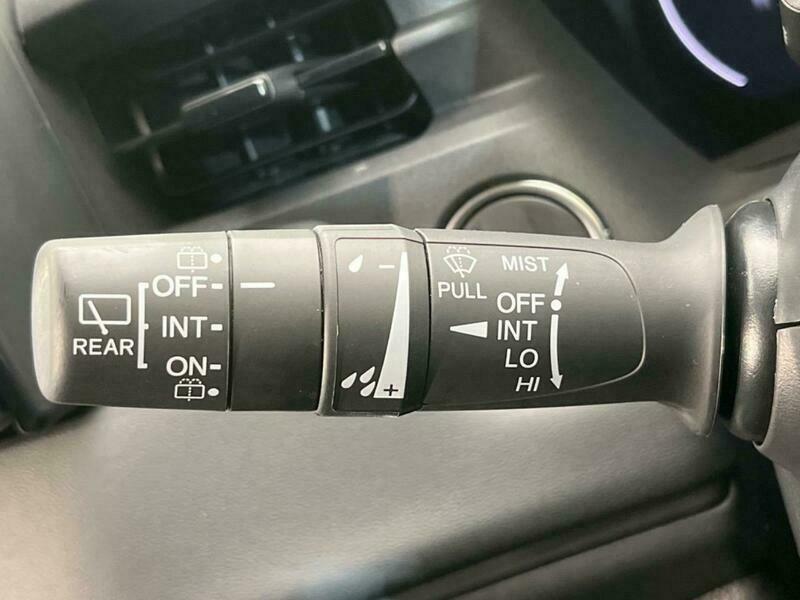 REAR
OFF
INT
ON
−
+
PULL
MIST
OFF
INT
LO
HI